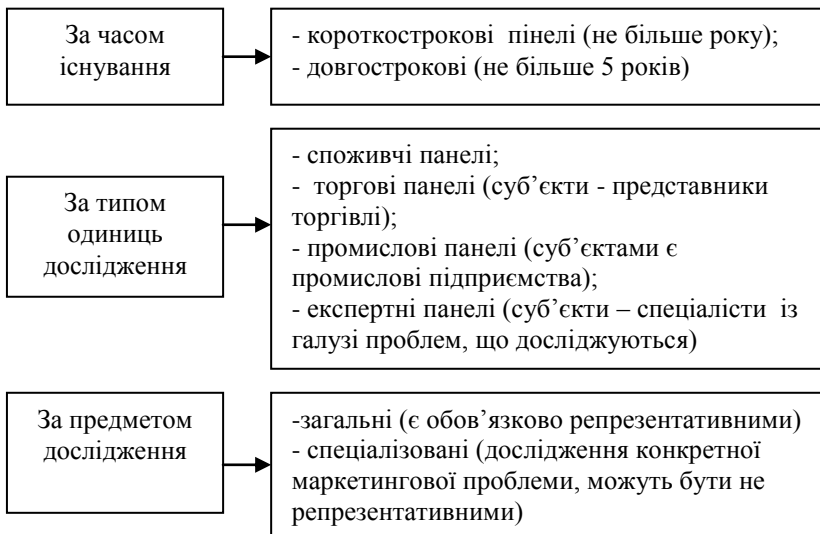 За часом
існування
- короткострокові пінелі (не більше року);
- довгострокові (не більше 5 років)
За типом
одиниць
дослідження
- споживчі панелі;
- торгові панелі (суб’єкти - представники
торгівлі);
- промислові панелі (суб’єктами є
промислові підприємства);
- експертні панелі (суб’єкти – спеціалісти із
галузі проблем, що досліджуються)
За предметом
дослідження
-загальні (є обов’язково репрезентативними)
- спеціалізовані (дослідження конкретної
маркетингової проблеми, можуть бути не
репрезентативними)